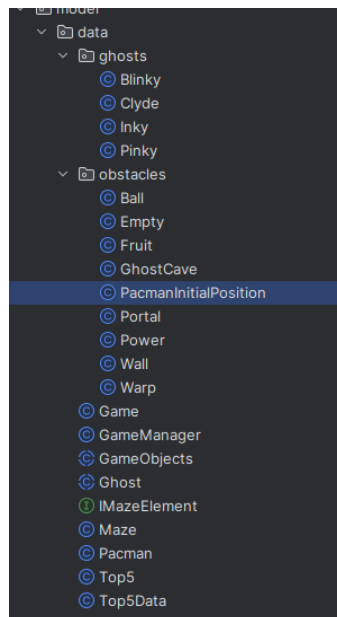 model
data
ghosts
Blinky
Clyde
Inky
Pinky
obstacles
Ball
Empty
Fruit
GhostCave
PacmanInitialPosition
Portal
Power
Wall
Warp
Game
GameManager
GameObjects
Ghost
IMazeElement
Maze
Pacman
Top5
Top5Data